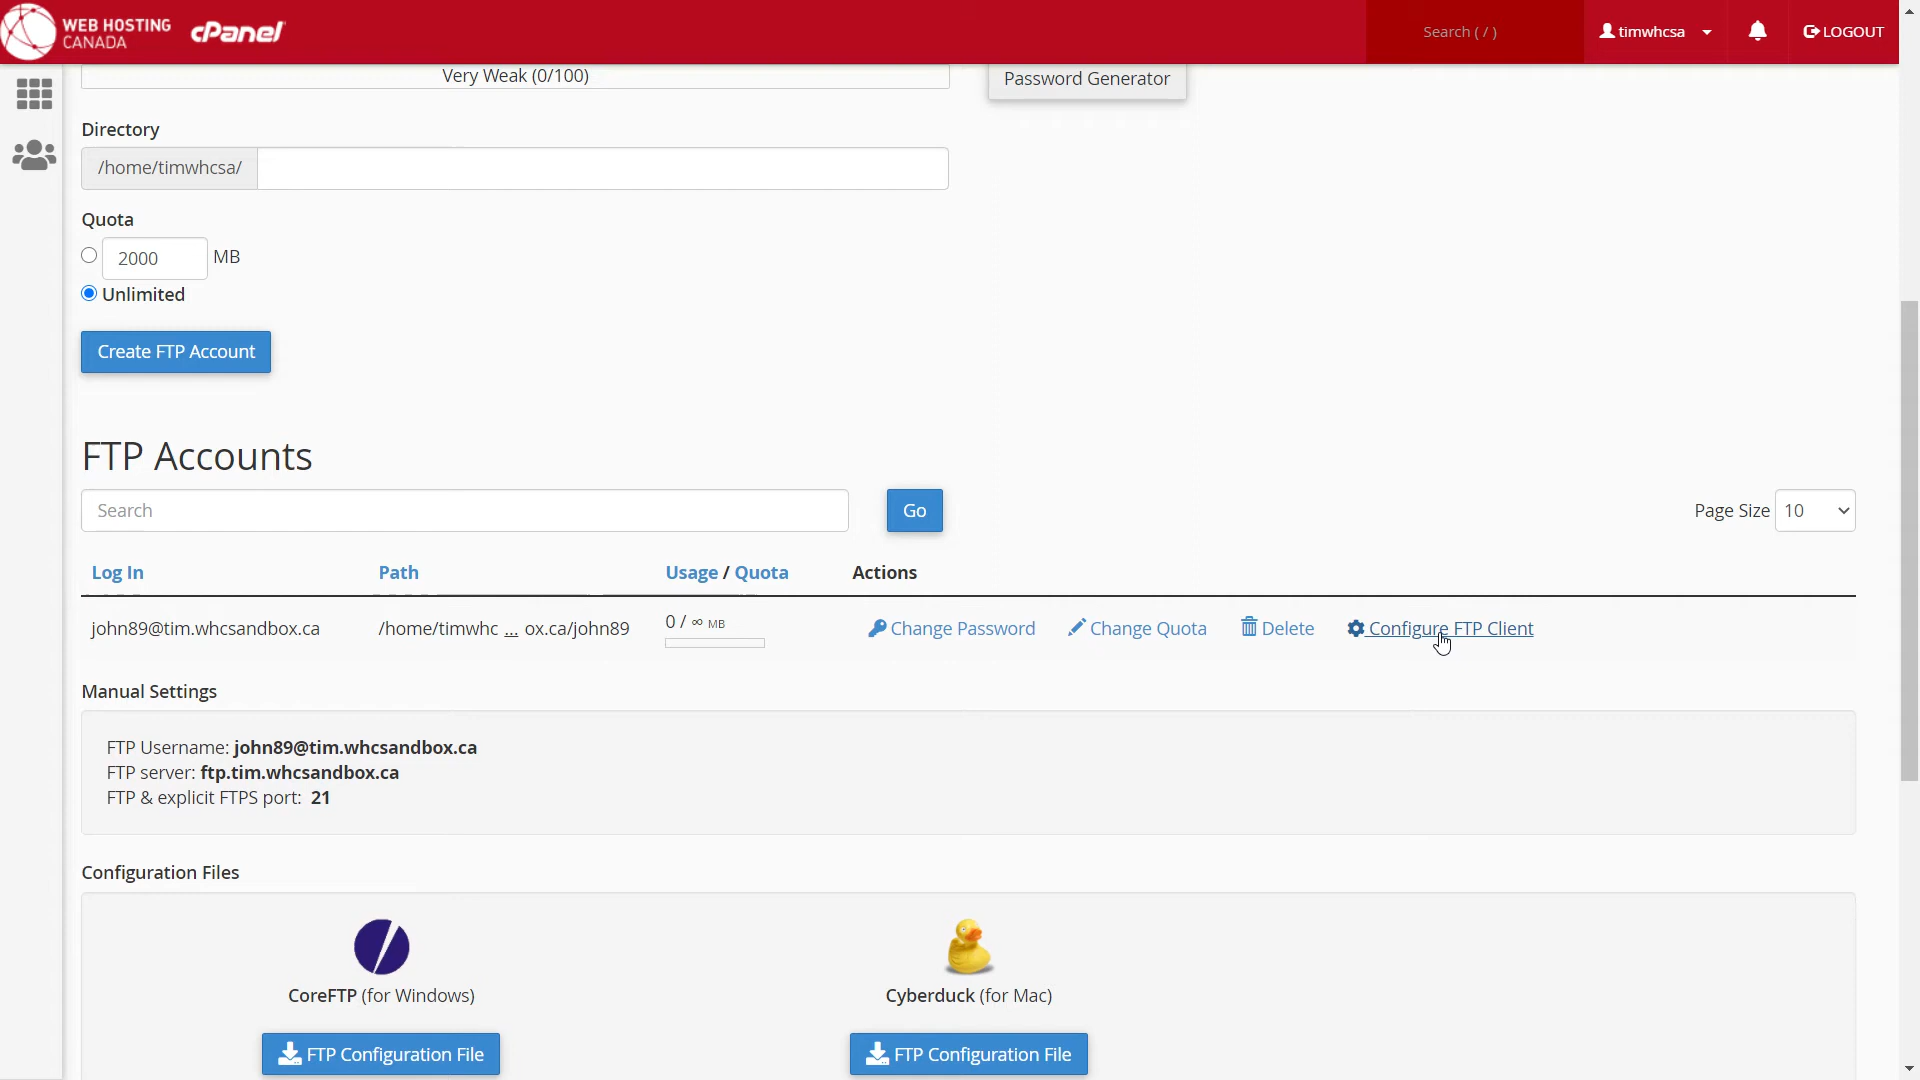 WEB HOSTING
CANADA
cPanel
Search ( / )
timwhcsa
LOGOUT
Very Weak (0/100)
Password Generator
Directory
/home/timwhcsa/
Quota
2000 MB
Unlimited
Create FTP Account
FTP Accounts
Search
Go
Page Size 10
Log In Path Usage / Quota Actions
john89@tim.whcsandbox.ca /home/timwhc ... ox.ca/john89 0 / ∞ MB Change Password Change Quota Delete Configure FTP Client
Manual Settings
FTP Username: john89@tim.whcsandbox.ca
FTP server: ftp.tim.whcsandbox.ca
FTP & explicit FTPS port: 21
Configuration Files
CoreFTP (for Windows) Cyberduck (for Mac)
FTP Configuration File FTP Configuration File